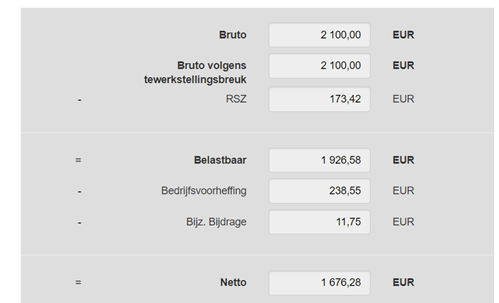 Bruto 2 100,00 EUR
Bruto volgens 2 100,00 EUR
tewerkstellingsbreuk
- RSZ 173,42 EUR
= Belastbaar 1 926,58 EUR
- Bedrijfsvoorheffing 238,55 EUR
- Bijz. Bijdrage 11,75 EUR
= Netto 1 676,28 EUR